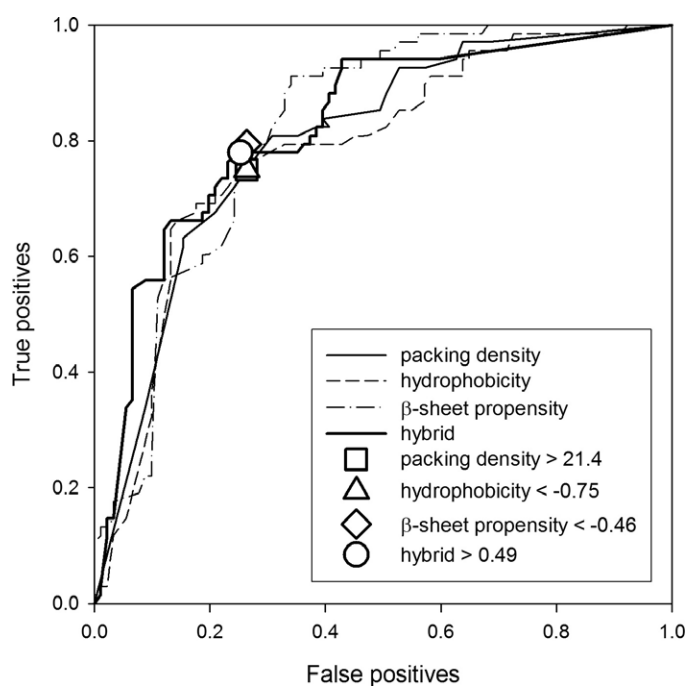 1.0
0.8
0.6
0.4
0.2
0.0
True positives
packing density
hydrophobicity
β-sheet propensity
hybrid
packing density > 21.4
hydrophobicity < -0.75
β-sheet propensity < -0.46
hybrid > 0.49
0.0 0.2 0.4 0.6 0.8 1.0
False positives